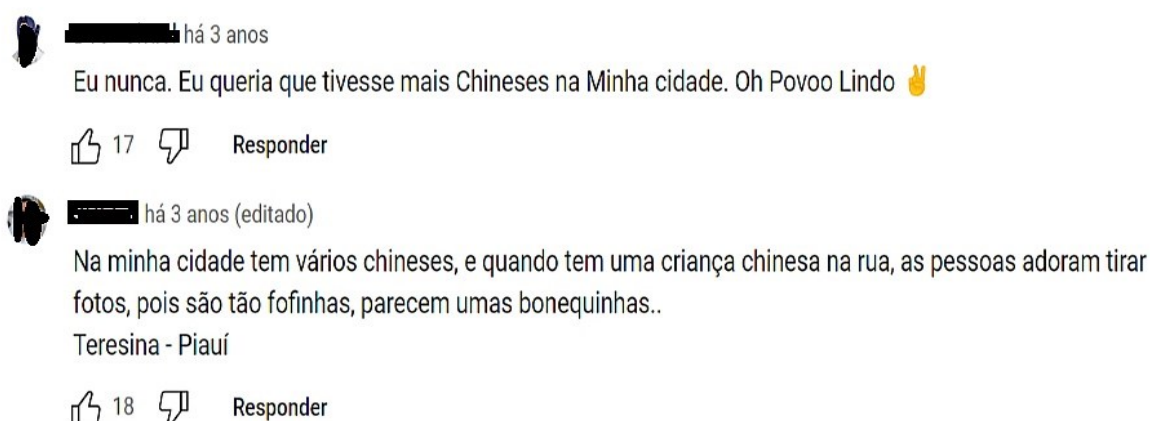 há 3 anos
Eu nunca. Eu queria que tivesse mais Chineses na Minha cidade. Oh Povoo Lindo ✌
17 Responder
há 3 anos (editado)
Na minha cidade tem vários chineses, e quando tem uma criança chinesa na rua, as pessoas adoram tirar
fotos, pois são tão fofinhas, parecem umas bonequinhas..
Teresina - Piauí
18 Responder